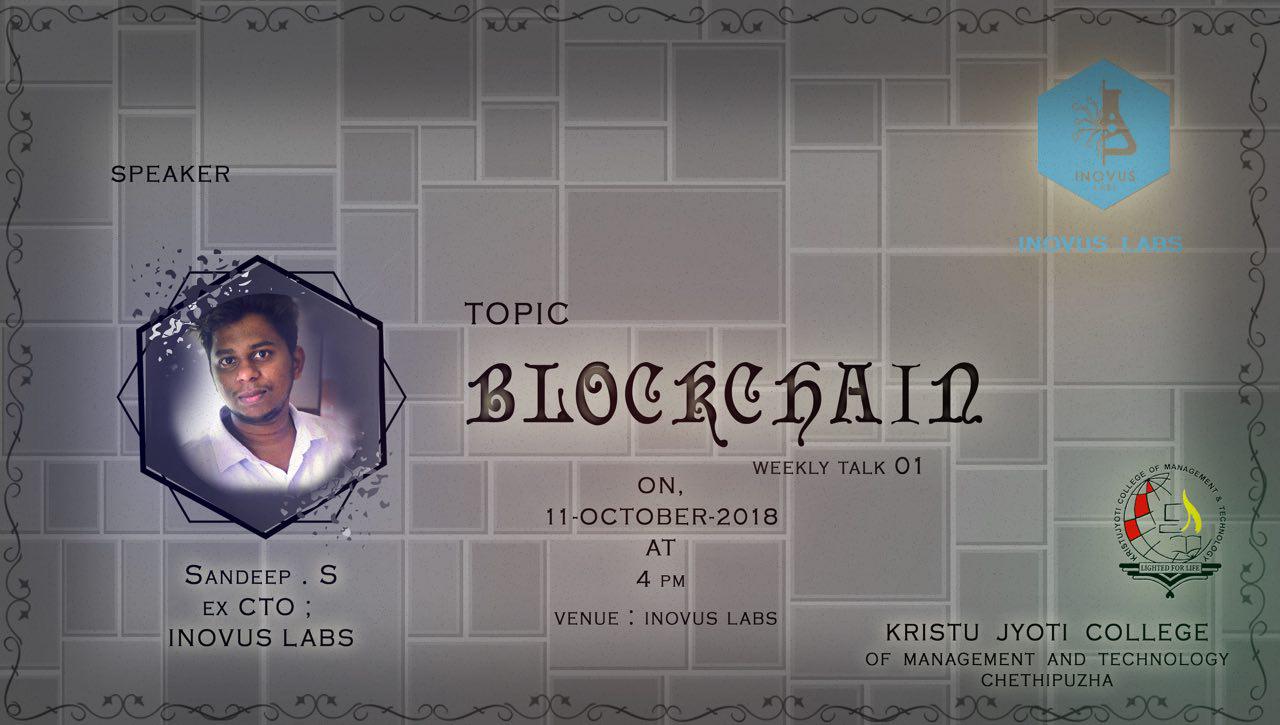 SPEAKER
INOVUS
LABS
INOVUS LABS
TOPIC
BLOCKCHAIN
WEEKLY TALK 01
ON,
11-OCTOBER-2018
AT
4 PM
VENUE : INOVUS LABS
SANDEEP . S
EX CTO ;
INOVUS LABS
KRISTUJYOTI COLLEGE OF MANAGEMENT & TECHNOLOGY
LIGHTED FOR LIFE
KRISTU JYOTI COLLEGE
OF MANAGEMENT AND TECHNOLOGY
CHETHIPUZHA